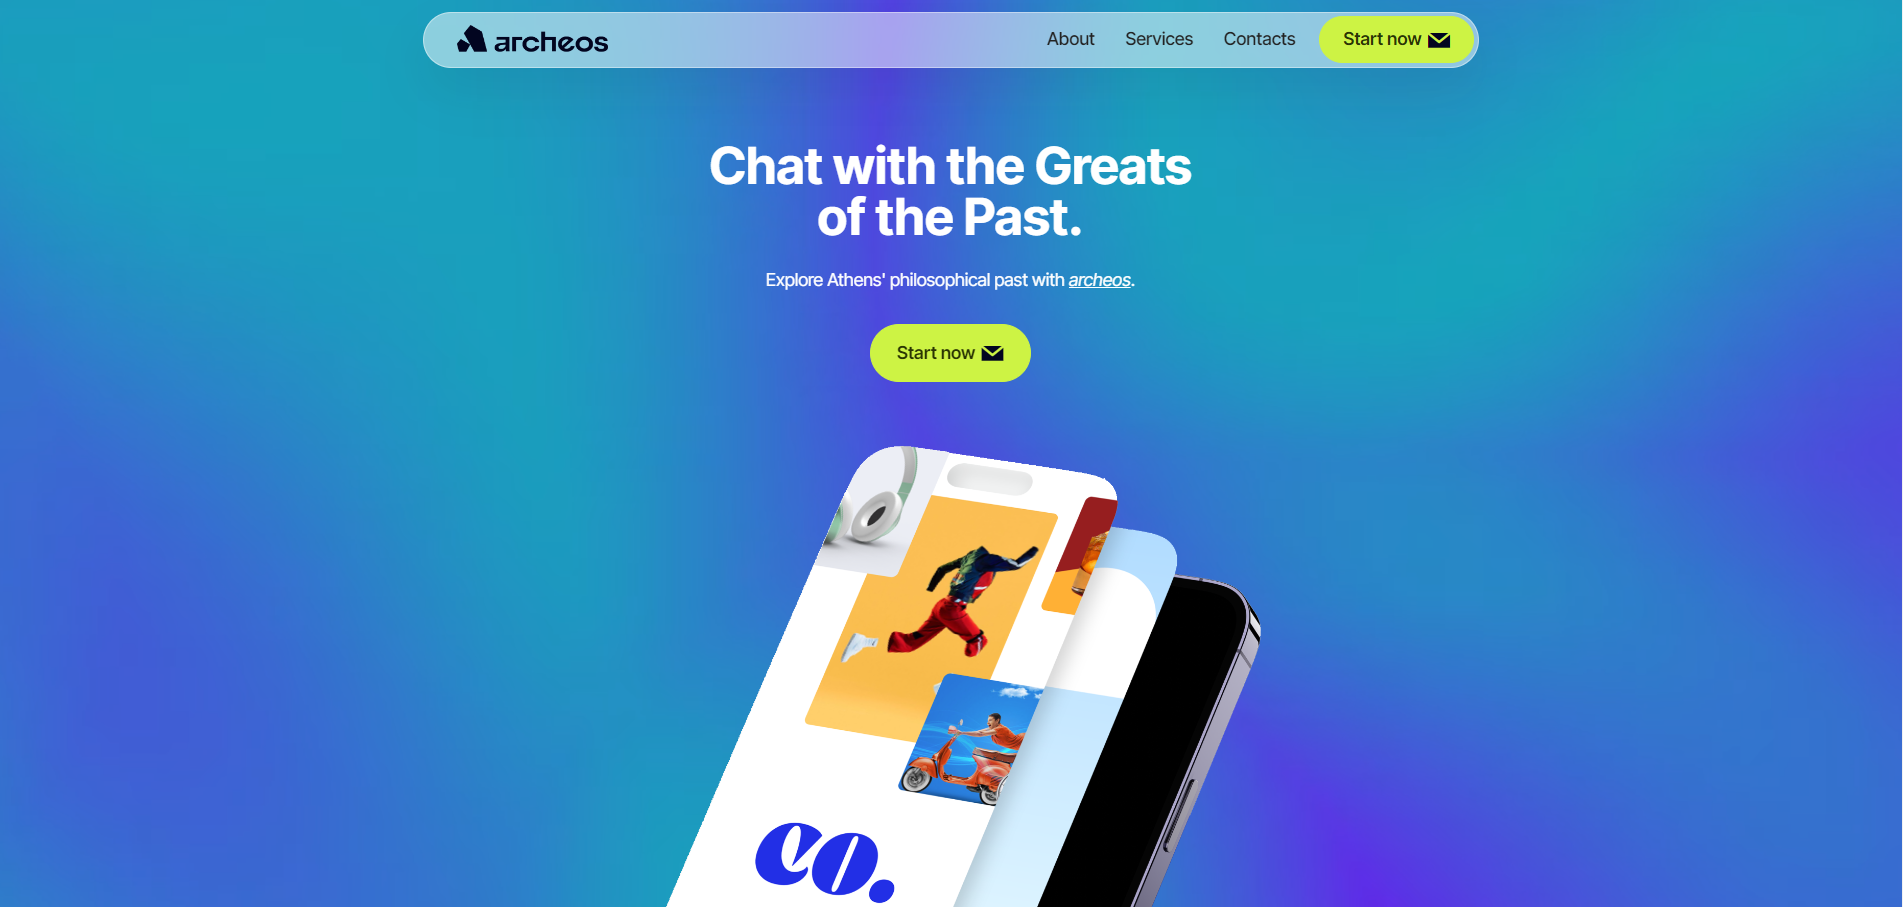 archeos
About
Services
Contacts
Start now
Chat with the Greats
of the Past.
Explore Athens' philosophical past with archeos.
Start now
co.